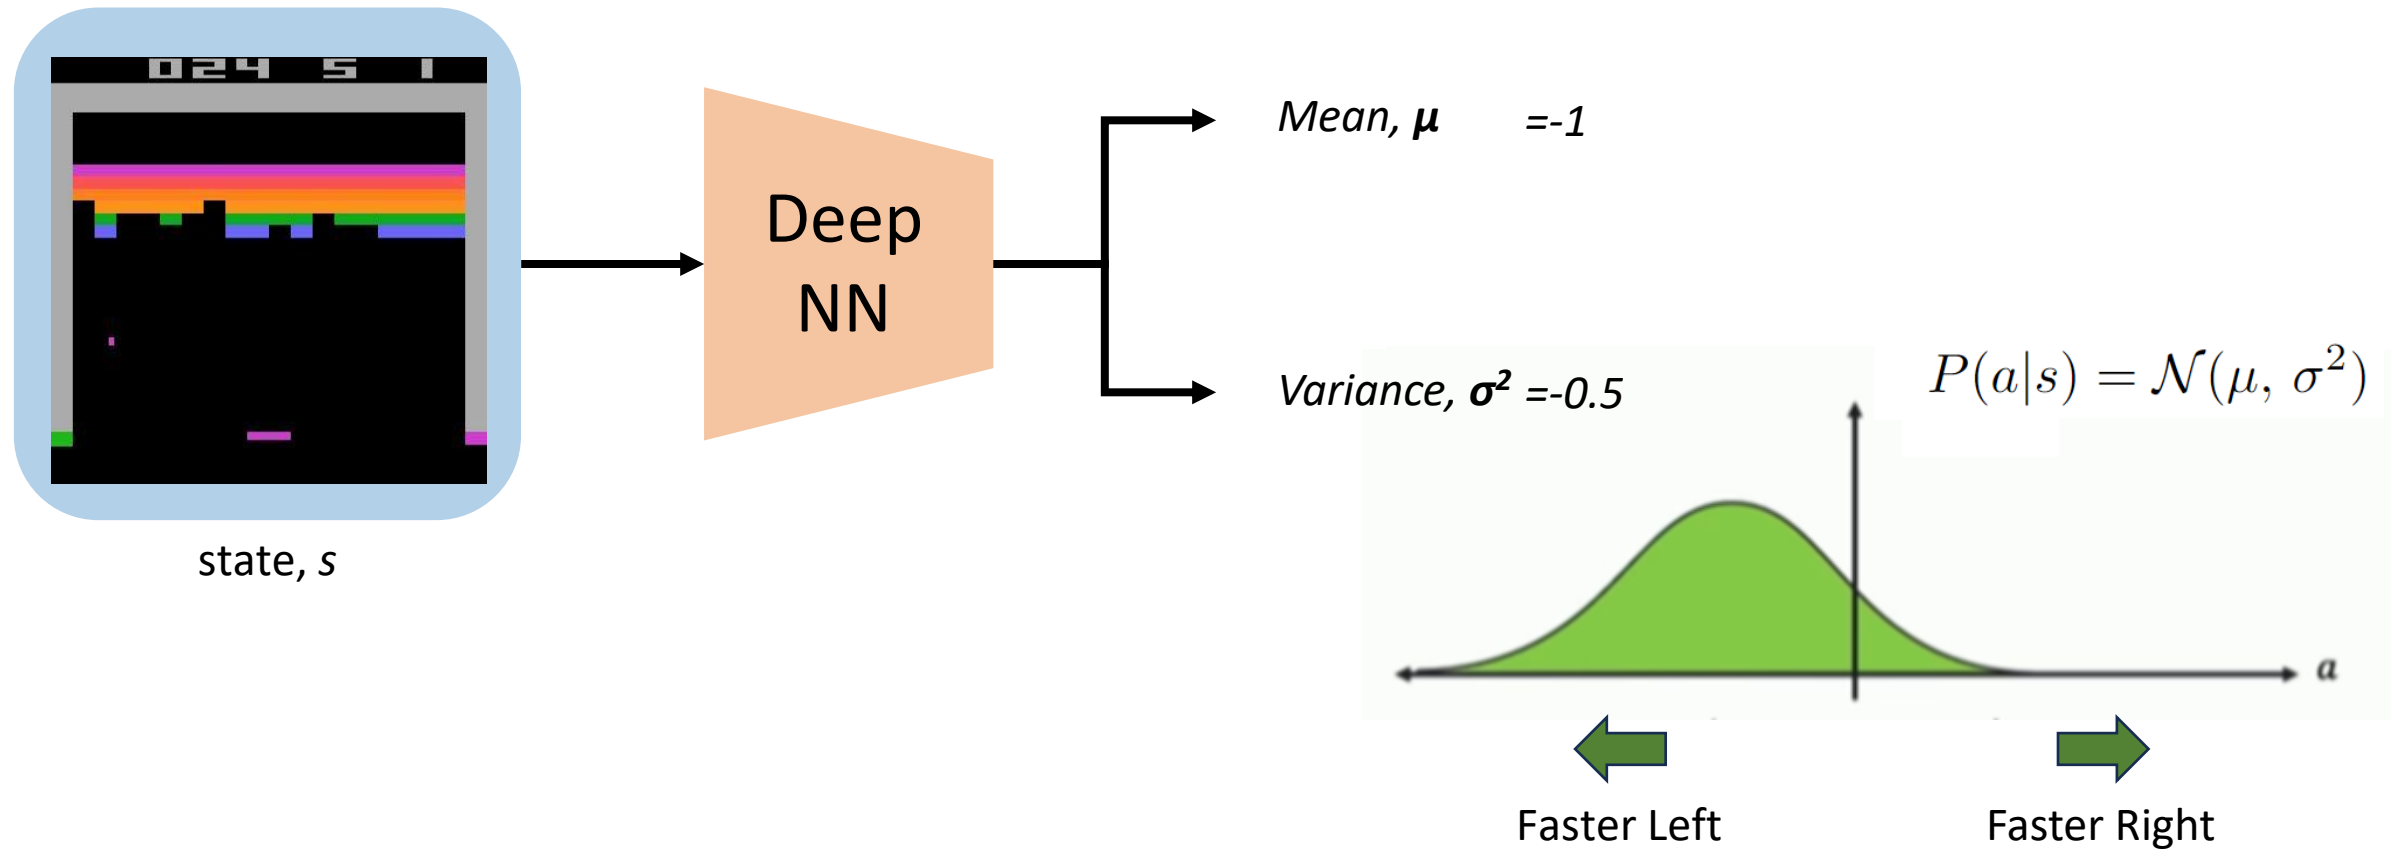 024 5 1
Deep
NN
state, s
Mean, μ =-1
Variance, σ² =-0.5
P(a|s) = 𝒩(μ, σ²)
a
Faster Left
Faster Right